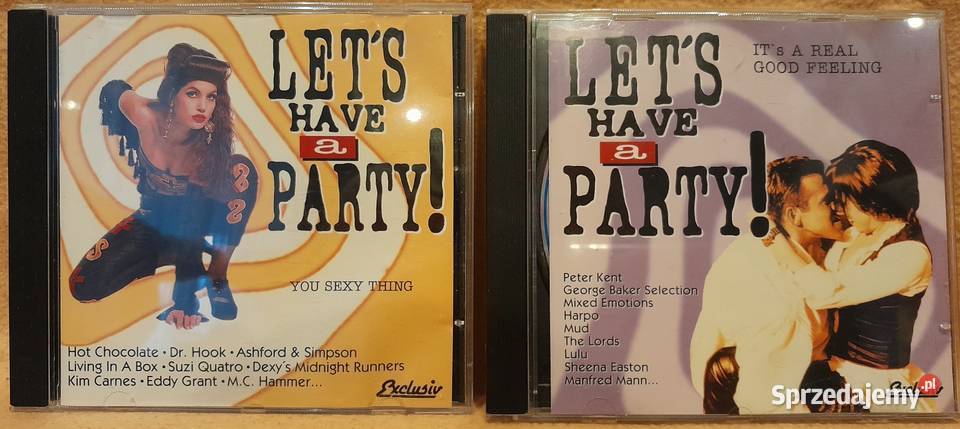 LET'S
HAVE
a
PARTY!
YOU SEXY THING
Hot Chocolate • Dr. Hook • Ashford & Simpson
Living In A Box • Suzi Quatro • Dexy's Midnight Runners
Kim Carnes • Eddy Grant • M.C. Hammer...
Exclusiv
LET'S
HAVE
a
PARTY!
IT's A REAL
GOOD FEELING
Peter Kent
George Baker Selection
Mixed Emotions
Harpo
Mud
The Lords
Lulu
Sheena Easton
Manfred Mann...
Sprzedajemy.pl